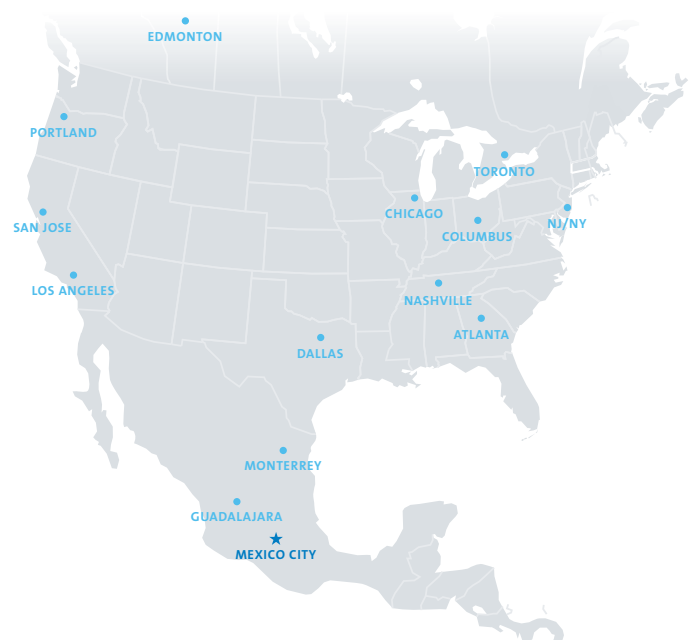 EDMONTON
PORTLAND
TORONTO
CHICAGO
SAN JOSE
NJ/NY
COLUMBUS
LOS ANGELES
NASHVILLE
ATLANTA
DALLAS
MONTERREY
GUADALAJARA
MEXICO CITY